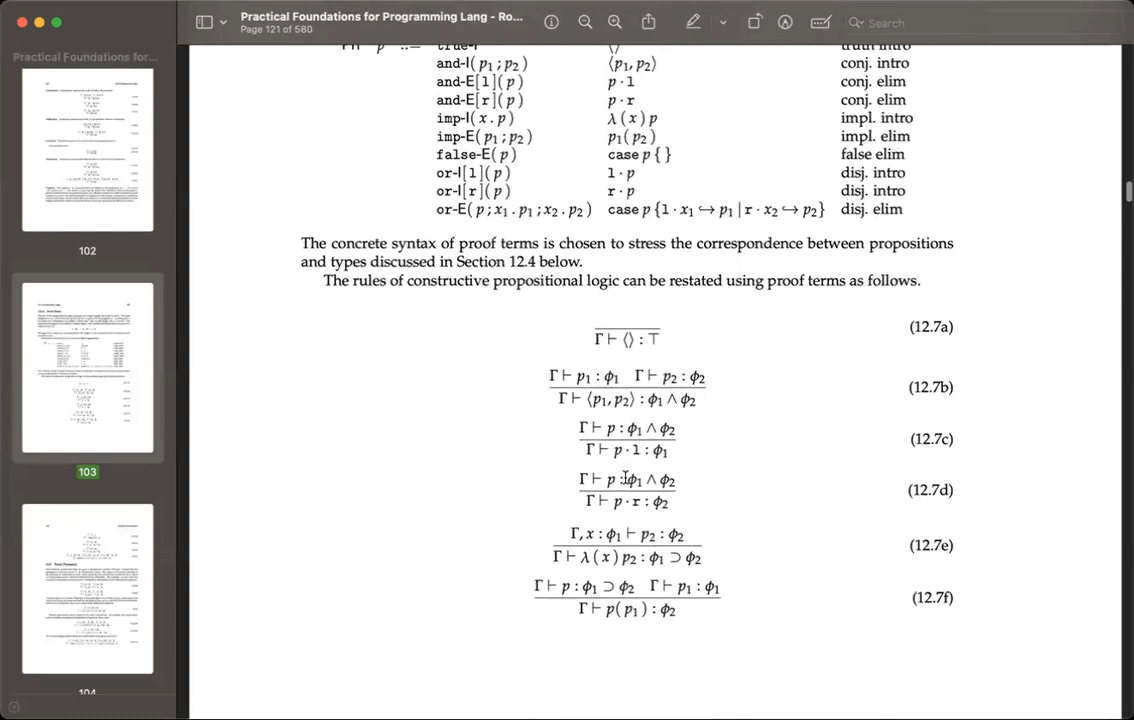 Practical Foundations for Programming Lang - Ro...
Page 121 of 580
Search
Practical Foundations for...
102
103
104
true-I ⟨⟩ truth intro
and-I(p₁;p₂) ⟨p₁,p₂⟩ conj. intro
and-E[l](p) p·l conj. elim
and-E[r](p) p·r conj. elim
imp-I(x.p) λ(x)p impl. intro
imp-E(p₁;p₂) p₁(p₂) impl. elim
false-E(p) case p{} false elim
or-I[l](p) l·p disj. intro
or-I[r](p) r·p disj. intro
or-E(p;x₁.p₁;x₂.p₂) case p{l·x₁↪p₁|r·x₂↪p₂} disj. elim
The concrete syntax of proof terms is chosen to stress the correspondence between propositions
and types discussed in Section 12.4 below.
The rules of constructive propositional logic can be restated using proof terms as follows.
Γ⊢⟨⟩:⊤ (12.7a)
Γ⊢p₁:ϕ₁ Γ⊢p₂:ϕ₂
Γ⊢⟨p₁,p₂⟩:ϕ₁∧ϕ₂ (12.7b)
Γ⊢p:ϕ₁∧ϕ₂
Γ⊢p·l:ϕ₁ (12.7c)
Γ⊢p:ϕ₁∧ϕ₂
Γ⊢p·r:ϕ₂ (12.7d)
Γ,x:ϕ₁⊢p₂:ϕ₂
Γ⊢λ(x)p₂:ϕ₁⊃ϕ₂ (12.7e)
Γ⊢p:ϕ₁⊃ϕ₂ Γ⊢p₁:ϕ₁
Γ⊢p(p₁):ϕ₂ (12.7f)